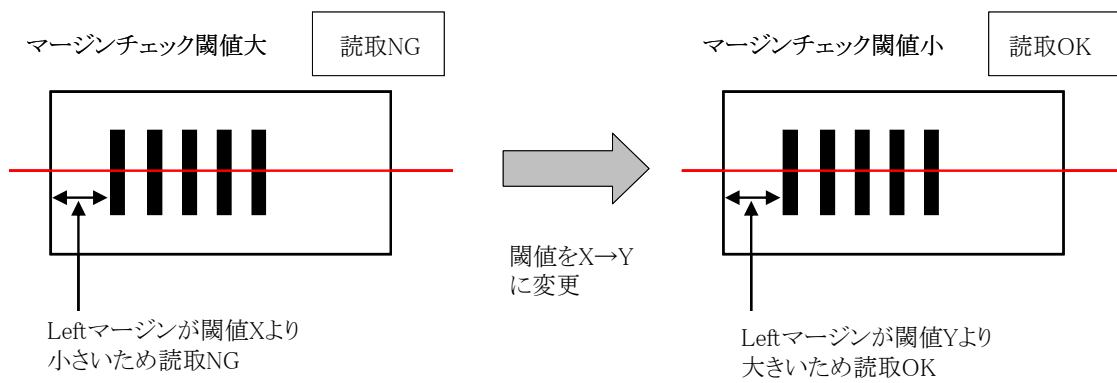 マージンチェック閾値大
読取NG
マージンチェック閾値小
読取OK
閾値をX→Y
に変更
Leftマージンが閾値Xより
小さいため読取NG
Leftマージンが閾値Yより
大きいため読取OK